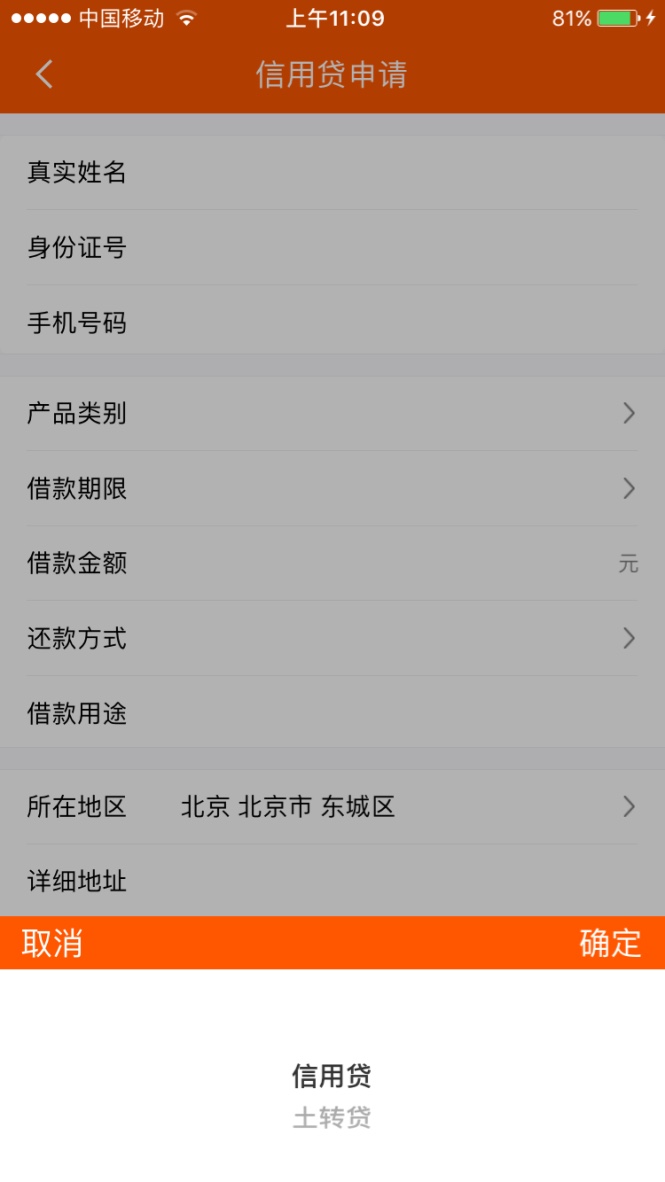 中国移动 上午11:09 81%
信用贷申请
真实姓名
身份证号
手机号码
产品类别
借款期限
借款金额 元
还款方式
借款用途
所在地区 北京 北京市 东城区
详细地址
取消 确定
信用贷
土转贷